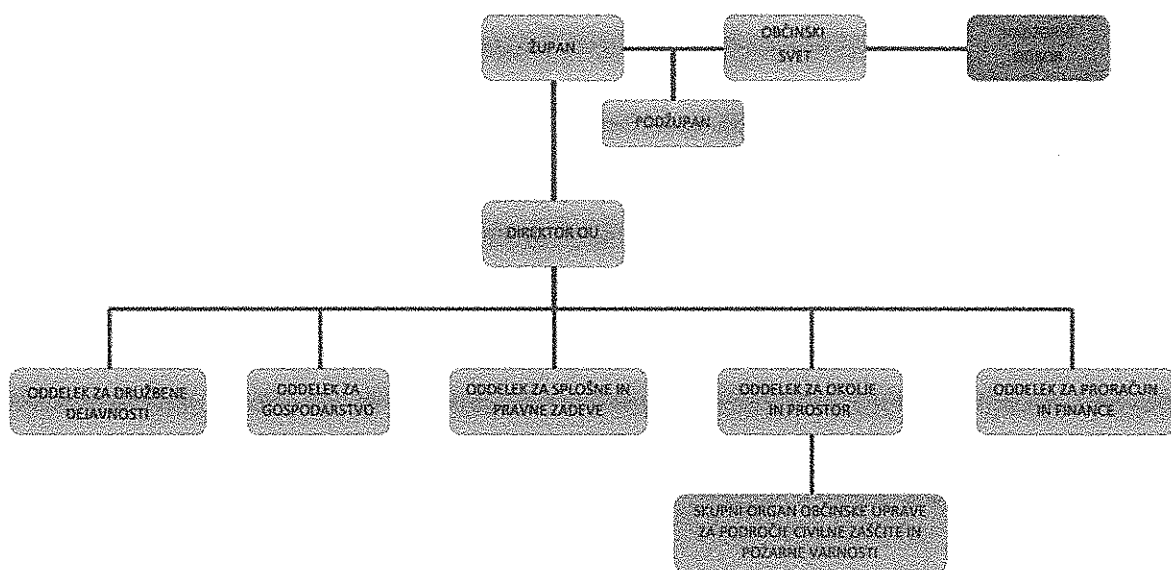 ŽUPAN
OBČINSKI
SVET
ODBOR
PODŽUPAN
DIREKTOR OU
ODDELEK ZA DRUŽBENE
DEJAVNOSTI
ODDELEK ZA
GOSPODARSTVO
ODDELEK ZA SPLOŠNE IN
PRAVNE ZADEVE
ODDELEK ZA OKOLJE
IN PROSTOR
ODDELEK ZA PRORAČUN
IN FINANCE
SKUPNI ORGAN OBČINSKE UPRAVE
ZA PODROČJE CIVILNE ZAŠČITE IN
POŽARNE VARNOSTI